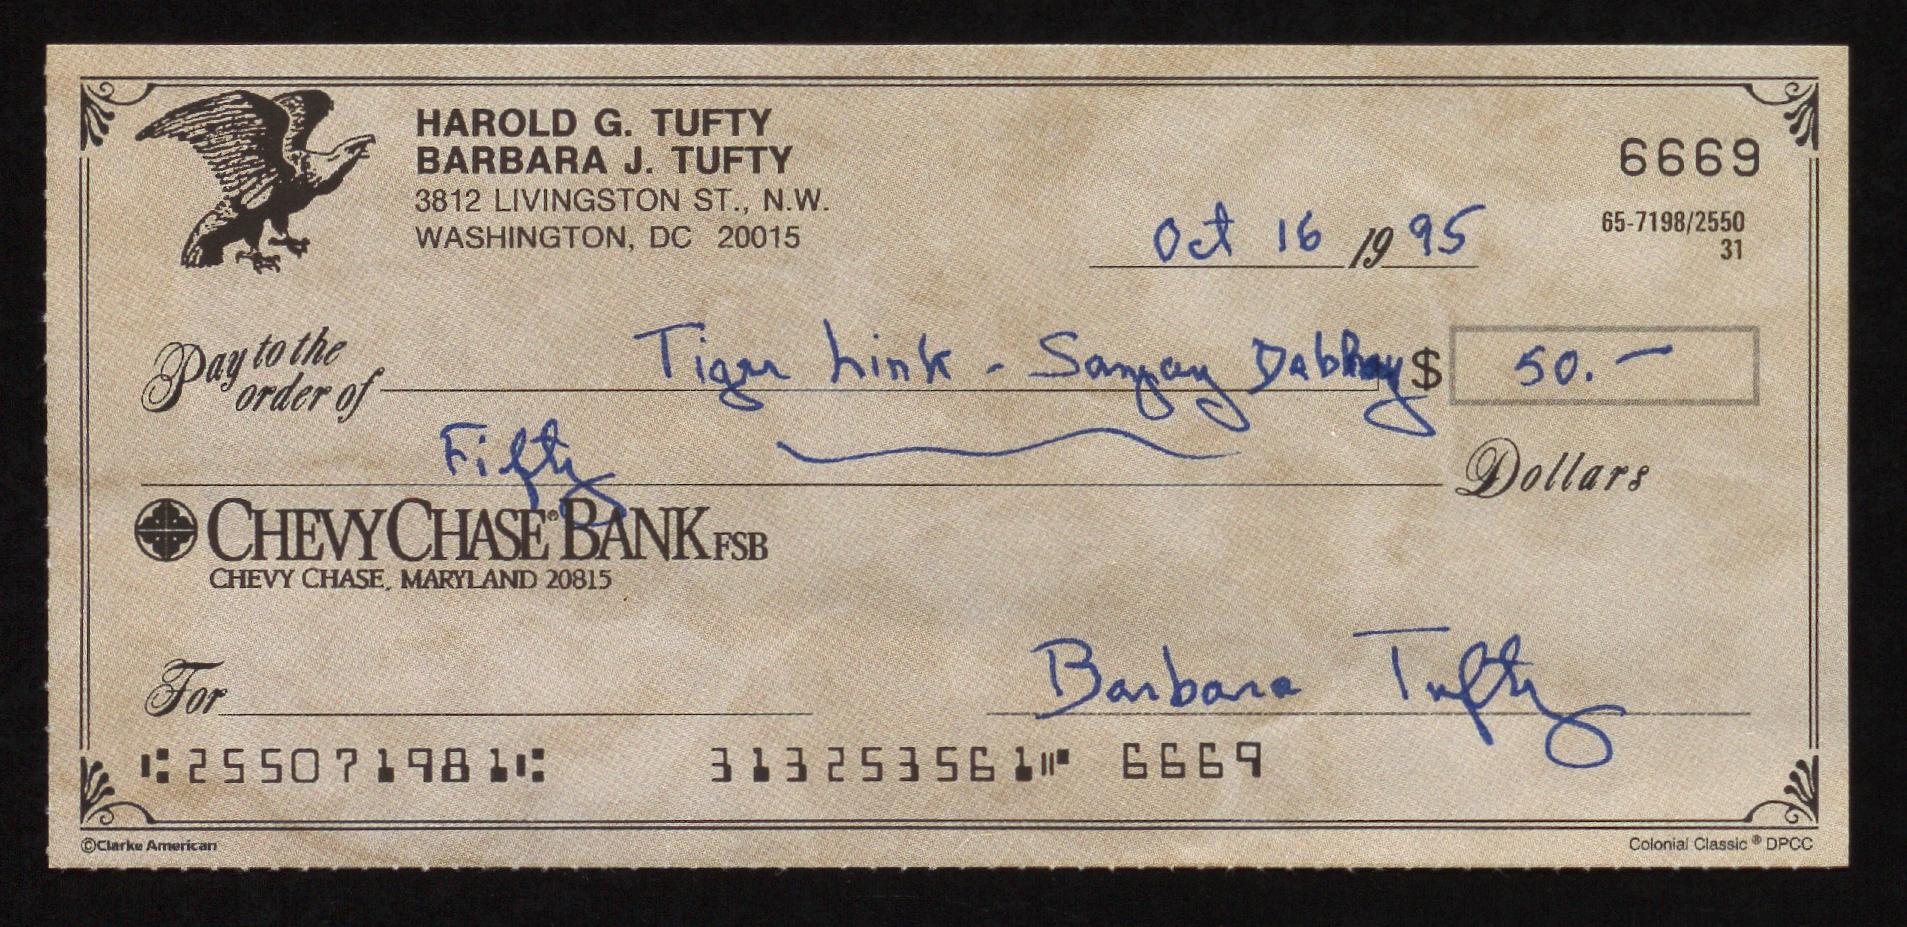 HAROLD G. TUFTY
BARBARA J. TUFTY
3812 LIVINGSTON ST., N.W.
WASHINGTON, DC 20015
6669
65-7198/2550
31
Oct 16 1995
Pay to the order of Tiger Link - Sanjay Dabhay $ 50.—
Fifty Dollars
CHEVY CHASE® BANK FSB
CHEVY CHASE, MARYLAND 20815
For
Barbara Tufty
⑆255071981⑆ 313253561⑈ 6669
©Clarke American
Colonial Classic® DPCC